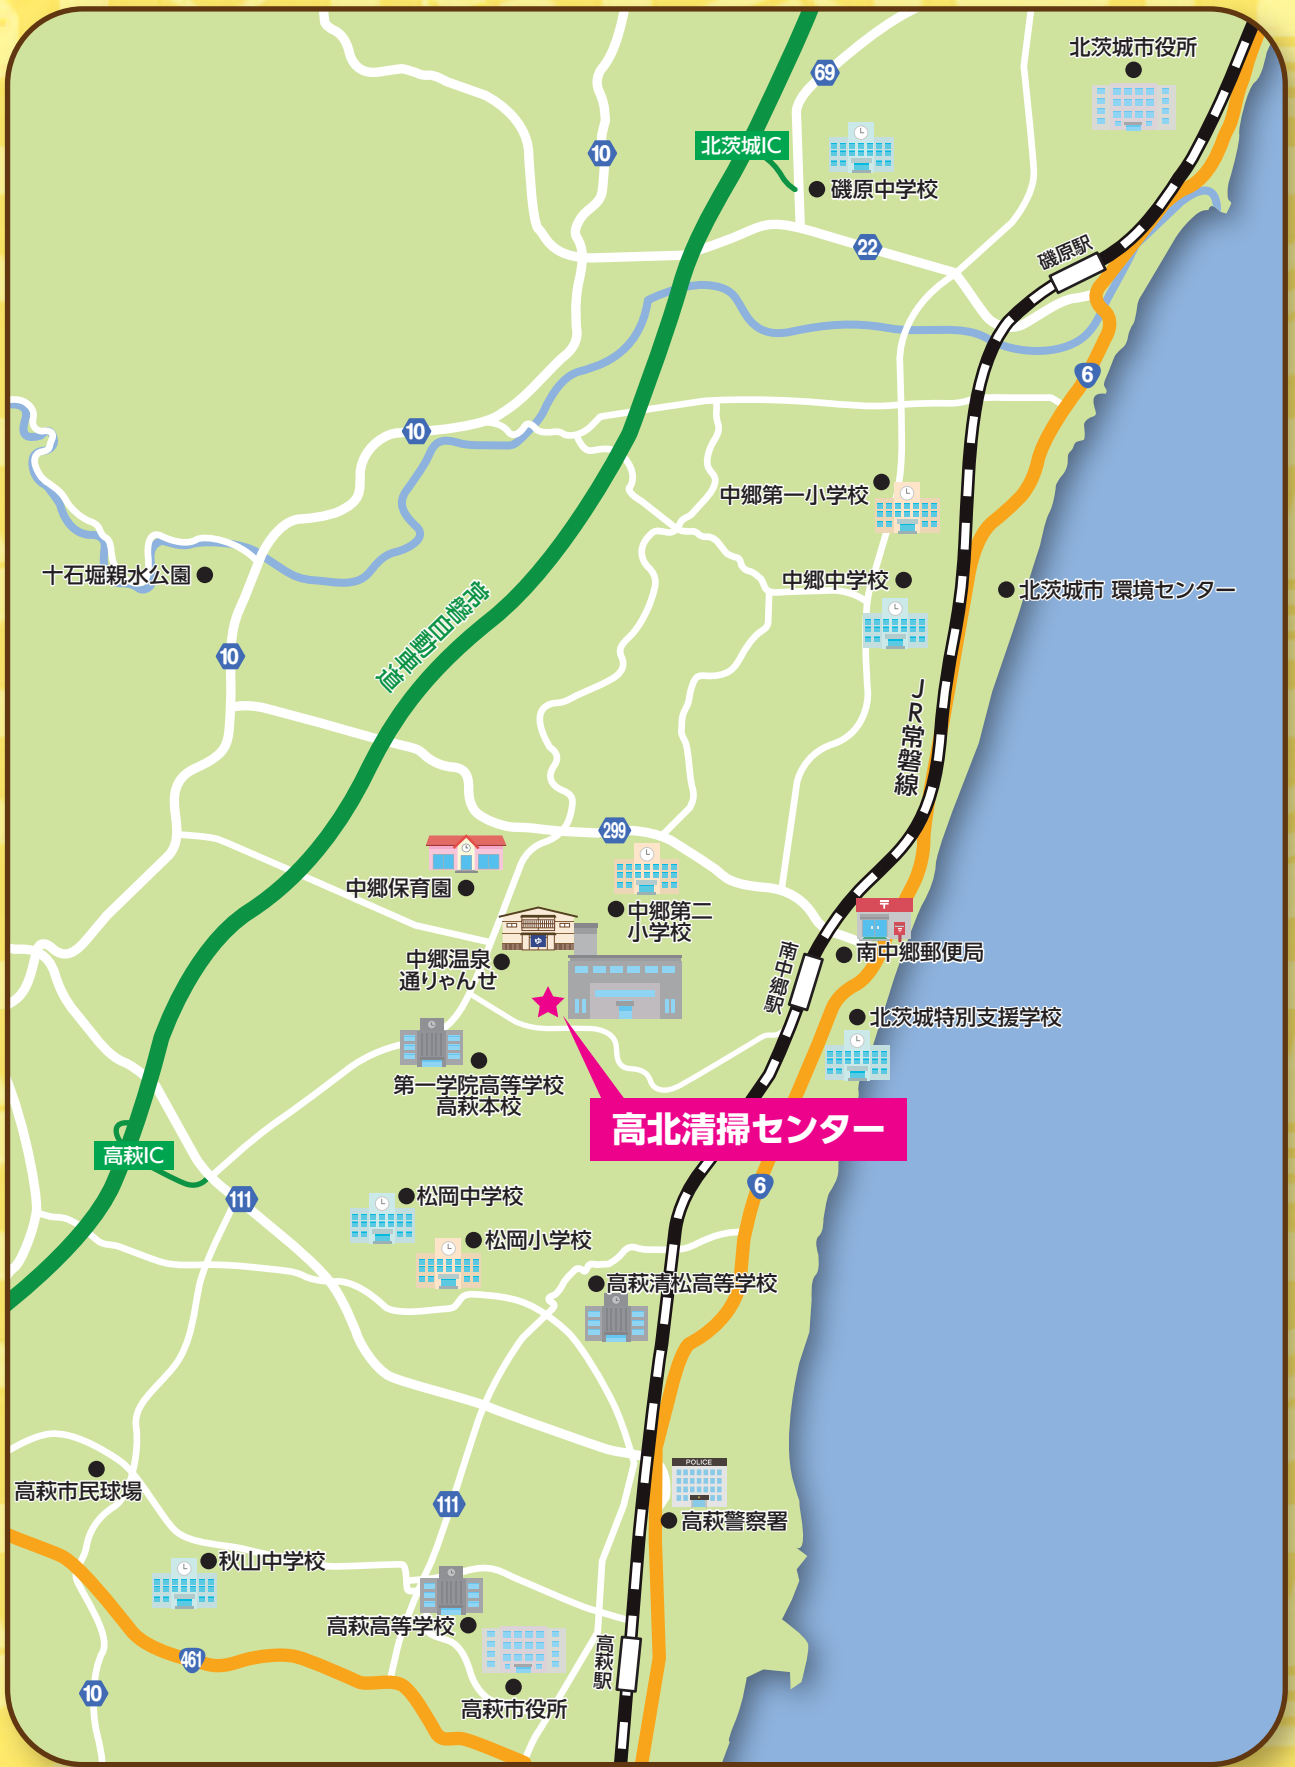 北茨城市役所
69
北茨城IC
10
磯原中学校
22
磯原駅
6
10
中郷第一小学校
中郷中学校
十石堀親水公園
北茨城市 環境センター
常磐自動車道
10
JR常磐線
299
中郷保育園
中郷第二
小学校
中郷温泉
通りゃんせ
南中郷駅
〒
南中郷郵便局
北茨城特別支援学校
第一学院高等学校
高萩本校
高北清掃センター
高萩IC
111
松岡中学校
6
松岡小学校
高萩清松高等学校
高萩市民球場
POLICE
111
高萩警察署
秋山中学校
高萩高等学校
461
高萩駅
10
高萩市役所